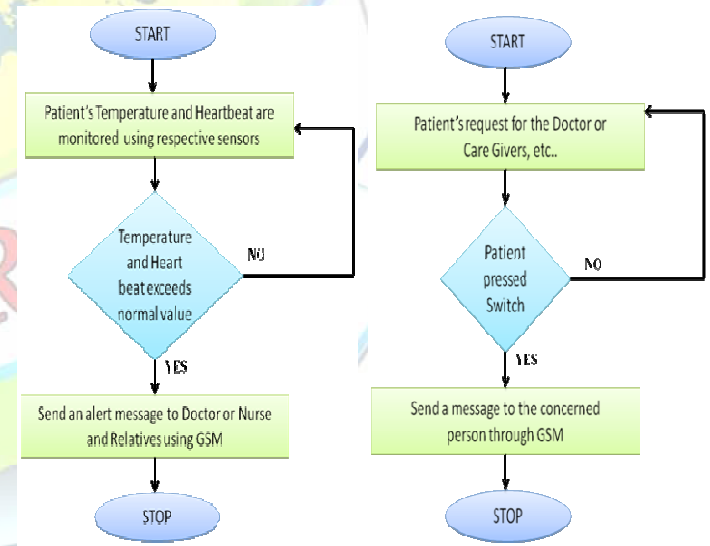 START
Patient's Temperature and Heartbeat are
monitored using respective sensors
Temperature
and Heart
beat exceeds
normal value
NO
YES
Send an alert message to Doctor or Nurse
and Relatives using GSM
STOP
START
Patient's request for the Doctor or
Care Givers, etc..
Patient
pressed
Switch
NO
YES
Send a message to the concerned
person through GSM
STOP